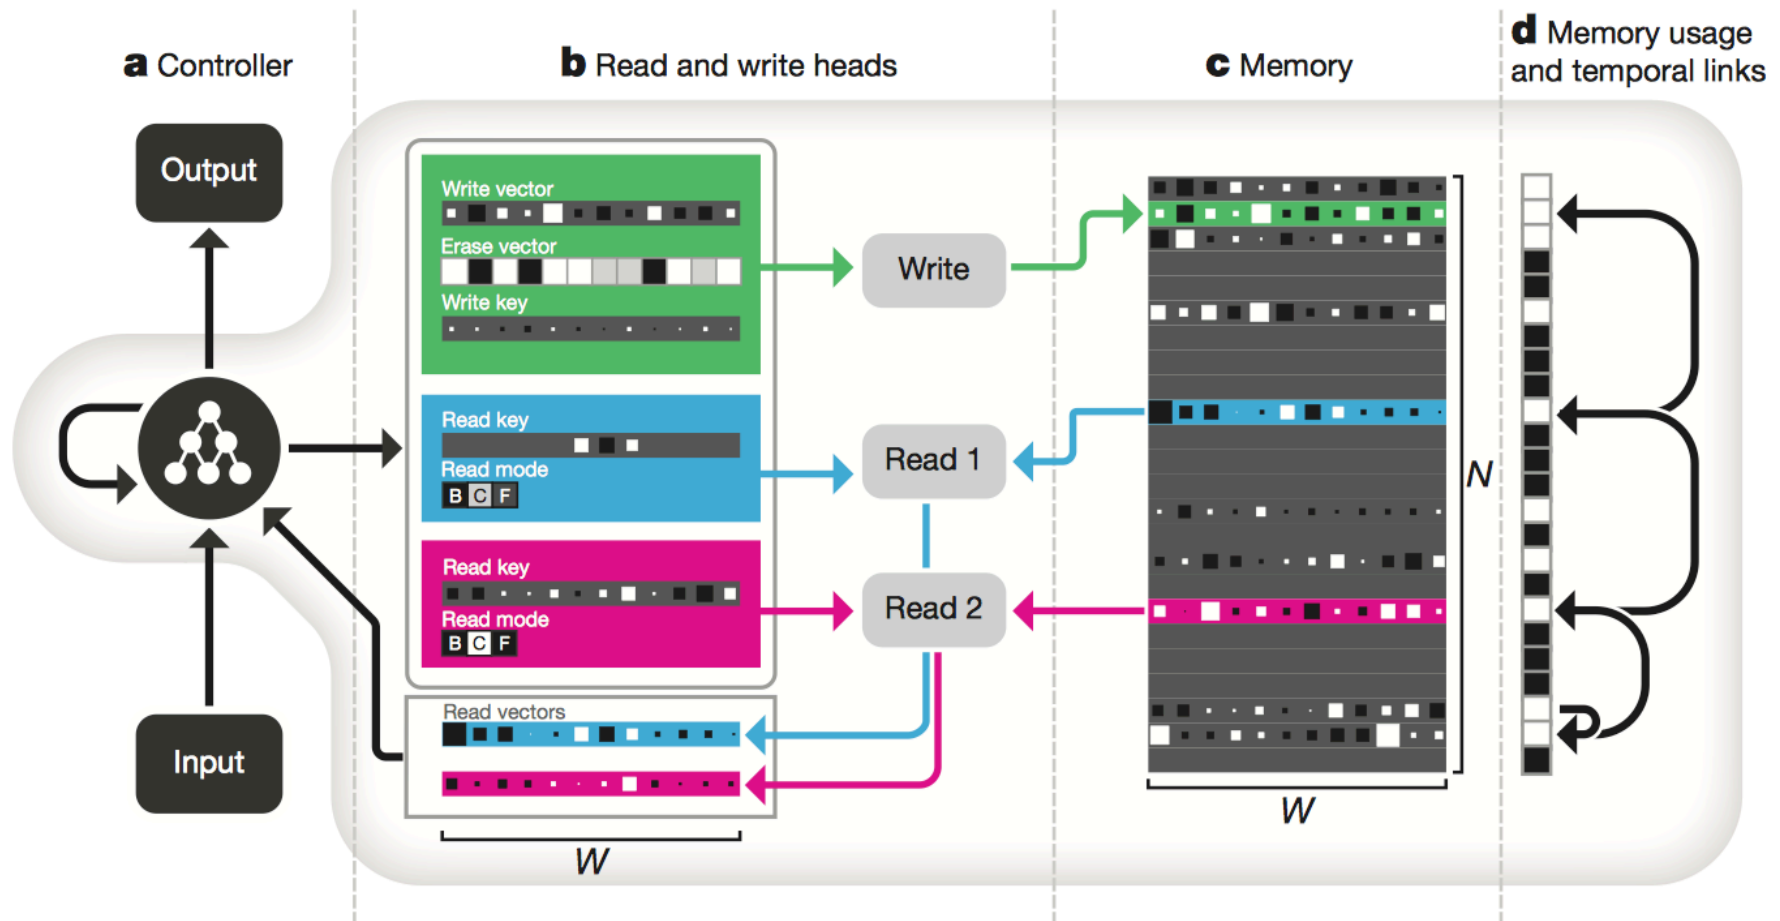 a Controller
b Read and write heads
c Memory
d Memory usage
and temporal links
Output
Input
Write vector
Erase vector
Write key
Read key
Read mode
B C F
Read key
Read mode
B C F
Read vectors
W
Write
Read 1
Read 2
N
W